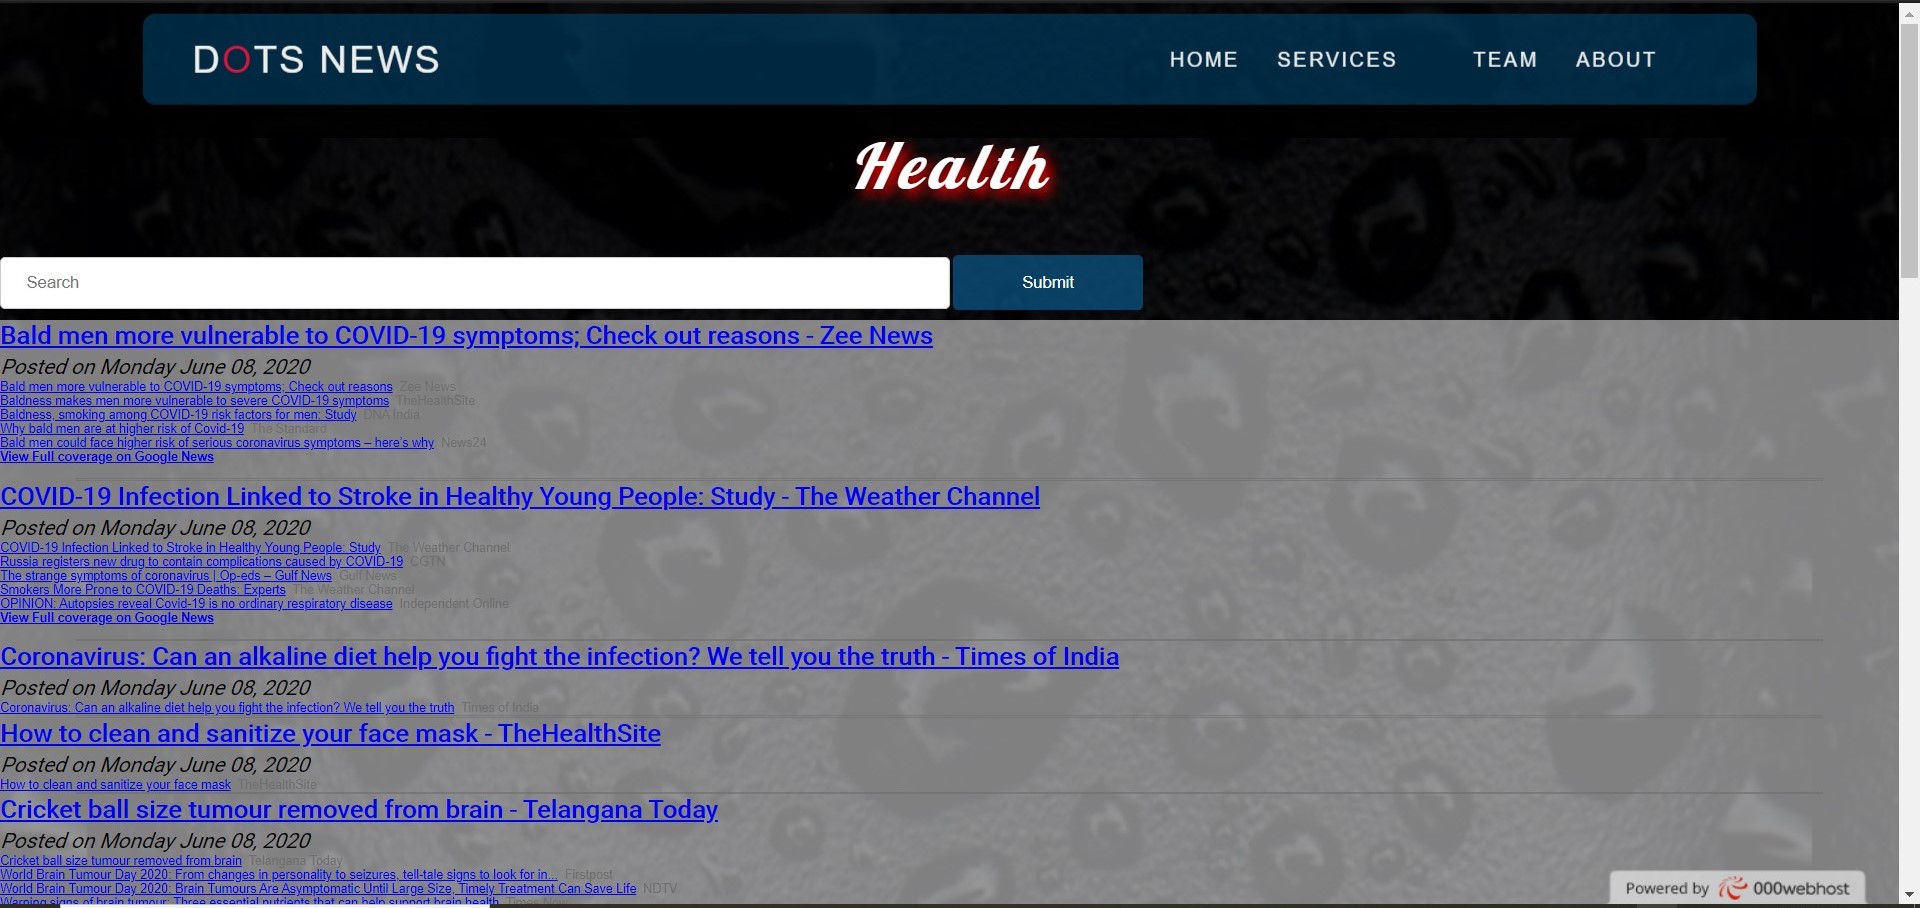 DOTS NEWS
HOME SERVICES TEAM ABOUT
Health
Search Submit
Bald men more vulnerable to COVID-19 symptoms; Check out reasons - Zee News
Posted on Monday June 08, 2020
Bald men more vulnerable to COVID-19 symptoms; Check out reasons Zee News
Baldness makes men more vulnerable to severe COVID-19 symptoms TheHealthSite
Baldness, smoking among COVID-19 risk factors for men: Study DNA India
Why bald men are at higher risk of Covid-19 The Standard
Bald men could face higher risk of serious coronavirus symptoms – here's why News24
View Full coverage on Google News
COVID-19 Infection Linked to Stroke in Healthy Young People: Study - The Weather Channel
Posted on Monday June 08, 2020
COVID-19 Infection Linked to Stroke in Healthy Young People: Study The Weather Channel
Russia registers new drug to contain complications caused by COVID-19 CGTN
The strange symptoms of coronavirus | Op-eds – Gulf News Gulf News
Smokers More Prone to COVID-19 Deaths: Experts The Weather Channel
OPINION: Autopsies reveal Covid-19 is no ordinary respiratory disease Independent Online
View Full coverage on Google News
Coronavirus: Can an alkaline diet help you fight the infection? We tell you the truth - Times of India
Posted on Monday June 08, 2020
Coronavirus: Can an alkaline diet help you fight the infection? We tell you the truth Times of India
How to clean and sanitize your face mask - TheHealthSite
Posted on Monday June 08, 2020
How to clean and sanitize your face mask TheHealthSite
Cricket ball size tumour removed from brain - Telangana Today
Posted on Monday June 08, 2020
Cricket ball size tumour removed from brain Telangana Today
World Brain Tumour Day 2020: From changes in personality to seizures, tell-tale signs to look for in... Firstpost
World Brain Tumour Day 2020: Brain Tumours Are Asymptomatic Until Large Size, Timely Treatment Can Save Life NDTV
Warning signs of brain tumour: Three essential nutrients that can help support brain health Times Now
Powered by 000webhost